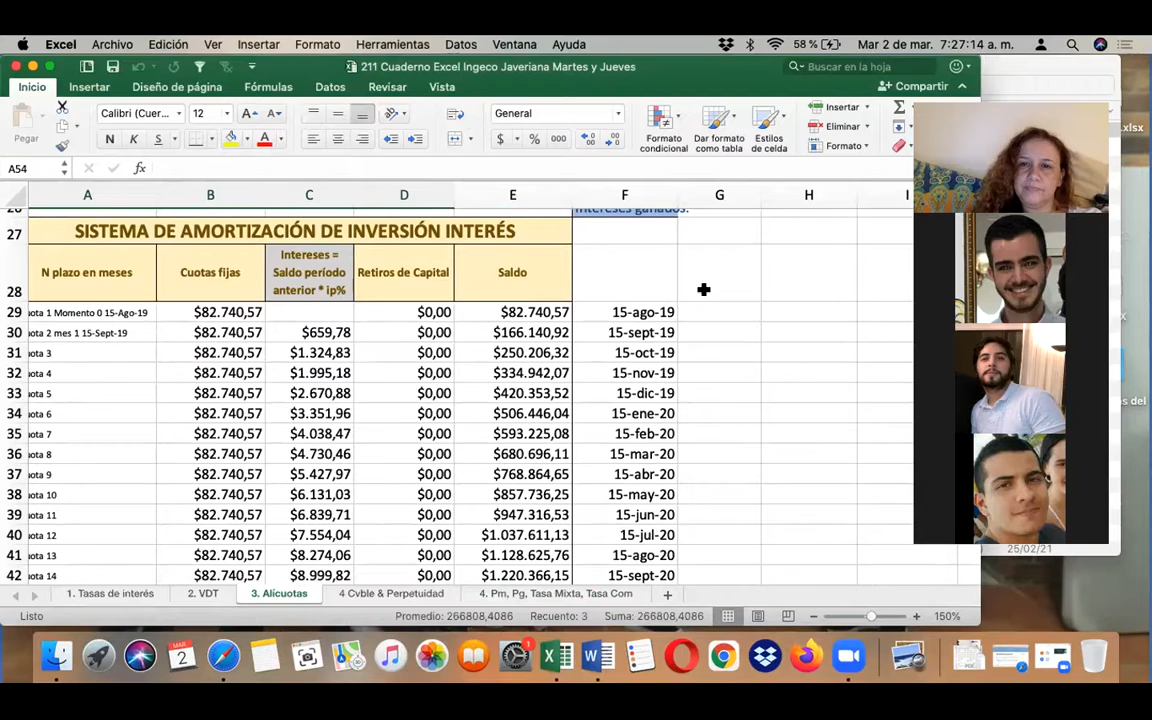 Excel Archivo Edición Ver Insertar Formato Herramientas Datos Ventana Ayuda 58 % Mar 2 de mar. 7:27:14 a. m.
211 Cuaderno Excel Ingeco Javeriana Martes y Jueves Buscar en la hoja
Inicio Insertar Diseño de página Fórmulas Datos Revisar Vista Compartir
Pegar Calibri (Cuer... 12 General Formato condicional Dar formato como tabla Estilos de celda Insertar Eliminar Formato
N K S A $ % 000
.xlsx
A54 fx
A B C D E F G H I
intereses ganados.
27 SISTEMA DE AMORTIZACIÓN DE INVERSIÓN INTERÉS
28 N plazo en meses Cuotas fijas Intereses = Saldo período anterior * ip% Retiros de Capital Saldo
29 uota 1 Momento 0 15-Ago-19 $82.740,57 $0,00 $82.740,57 15-ago-19
30 uota 2 mes 1 15-Sept-19 $82.740,57 $659,78 $0,00 $166.140,92 15-sept-19
31 uota 3 $82.740,57 $1.324,83 $0,00 $250.206,32 15-oct-19
32 uota 4 $82.740,57 $1.995,18 $0,00 $334.942,07 15-nov-19
33 uota 5 $82.740,57 $2.670,88 $0,00 $420.353,52 15-dic-19
34 uota 6 $82.740,57 $3.351,96 $0,00 $506.446,04 15-ene-20
35 uota 7 $82.740,57 $4.038,47 $0,00 $593.225,08 15-feb-20
36 uota 8 $82.740,57 $4.730,46 $0,00 $680.696,11 15-mar-20
37 uota 9 $82.740,57 $5.427,97 $0,00 $768.864,65 15-abr-20
38 uota 10 $82.740,57 $6.131,03 $0,00 $857.736,25 15-may-20
39 uota 11 $82.740,57 $6.839,71 $0,00 $947.316,53 15-jun-20
40 uota 12 $82.740,57 $7.554,04 $0,00 $1.037.611,13 15-jul-20
41 uota 13 $82.740,57 $8.274,06 $0,00 $1.128.625,76 15-ago-20
42 uota 14 $82.740,57 $8.999,82 $0,00 $1.220.366,15 15-sept-20
os del
25/02/21
1. Tasas de interés 2. VDT 3. Alícuotas 4 Cvble & Perpetuidad 4. Pm, Pg, Tasa Mixta, Tasa Com
Listo Promedio: 266808,4086 Recuento: 3 Suma: 266808,4086 150%
MAR 2 1